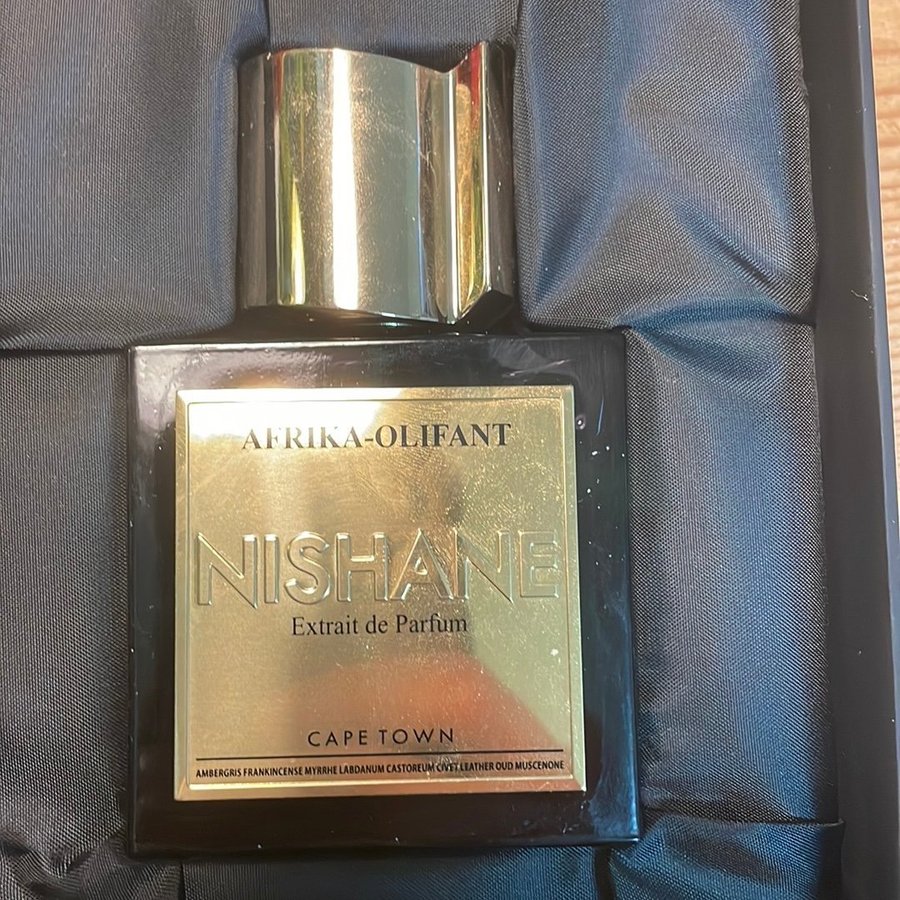 AFRIKA-OLIFANT
NISHANE
Extrait de Parfum
CAPE TOWN
AMBERGRIS FRANKINCENSE MYRRHE LABDANUM CASTOREUM CIVET LEATHER OUD MUSCENONE